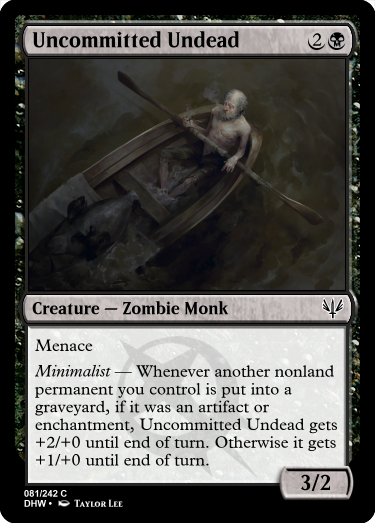 Uncommitted Undead 2
Creature — Zombie Monk
Menace
Minimalist — Whenever another nonland
permanent you control is put into a
graveyard, if it was an artifact or
enchantment, Uncommitted Undead gets
+2/+0 until end of turn. Otherwise it gets
+1/+0 until end of turn.
3/2
081/242 C
DHW • Taylor Lee